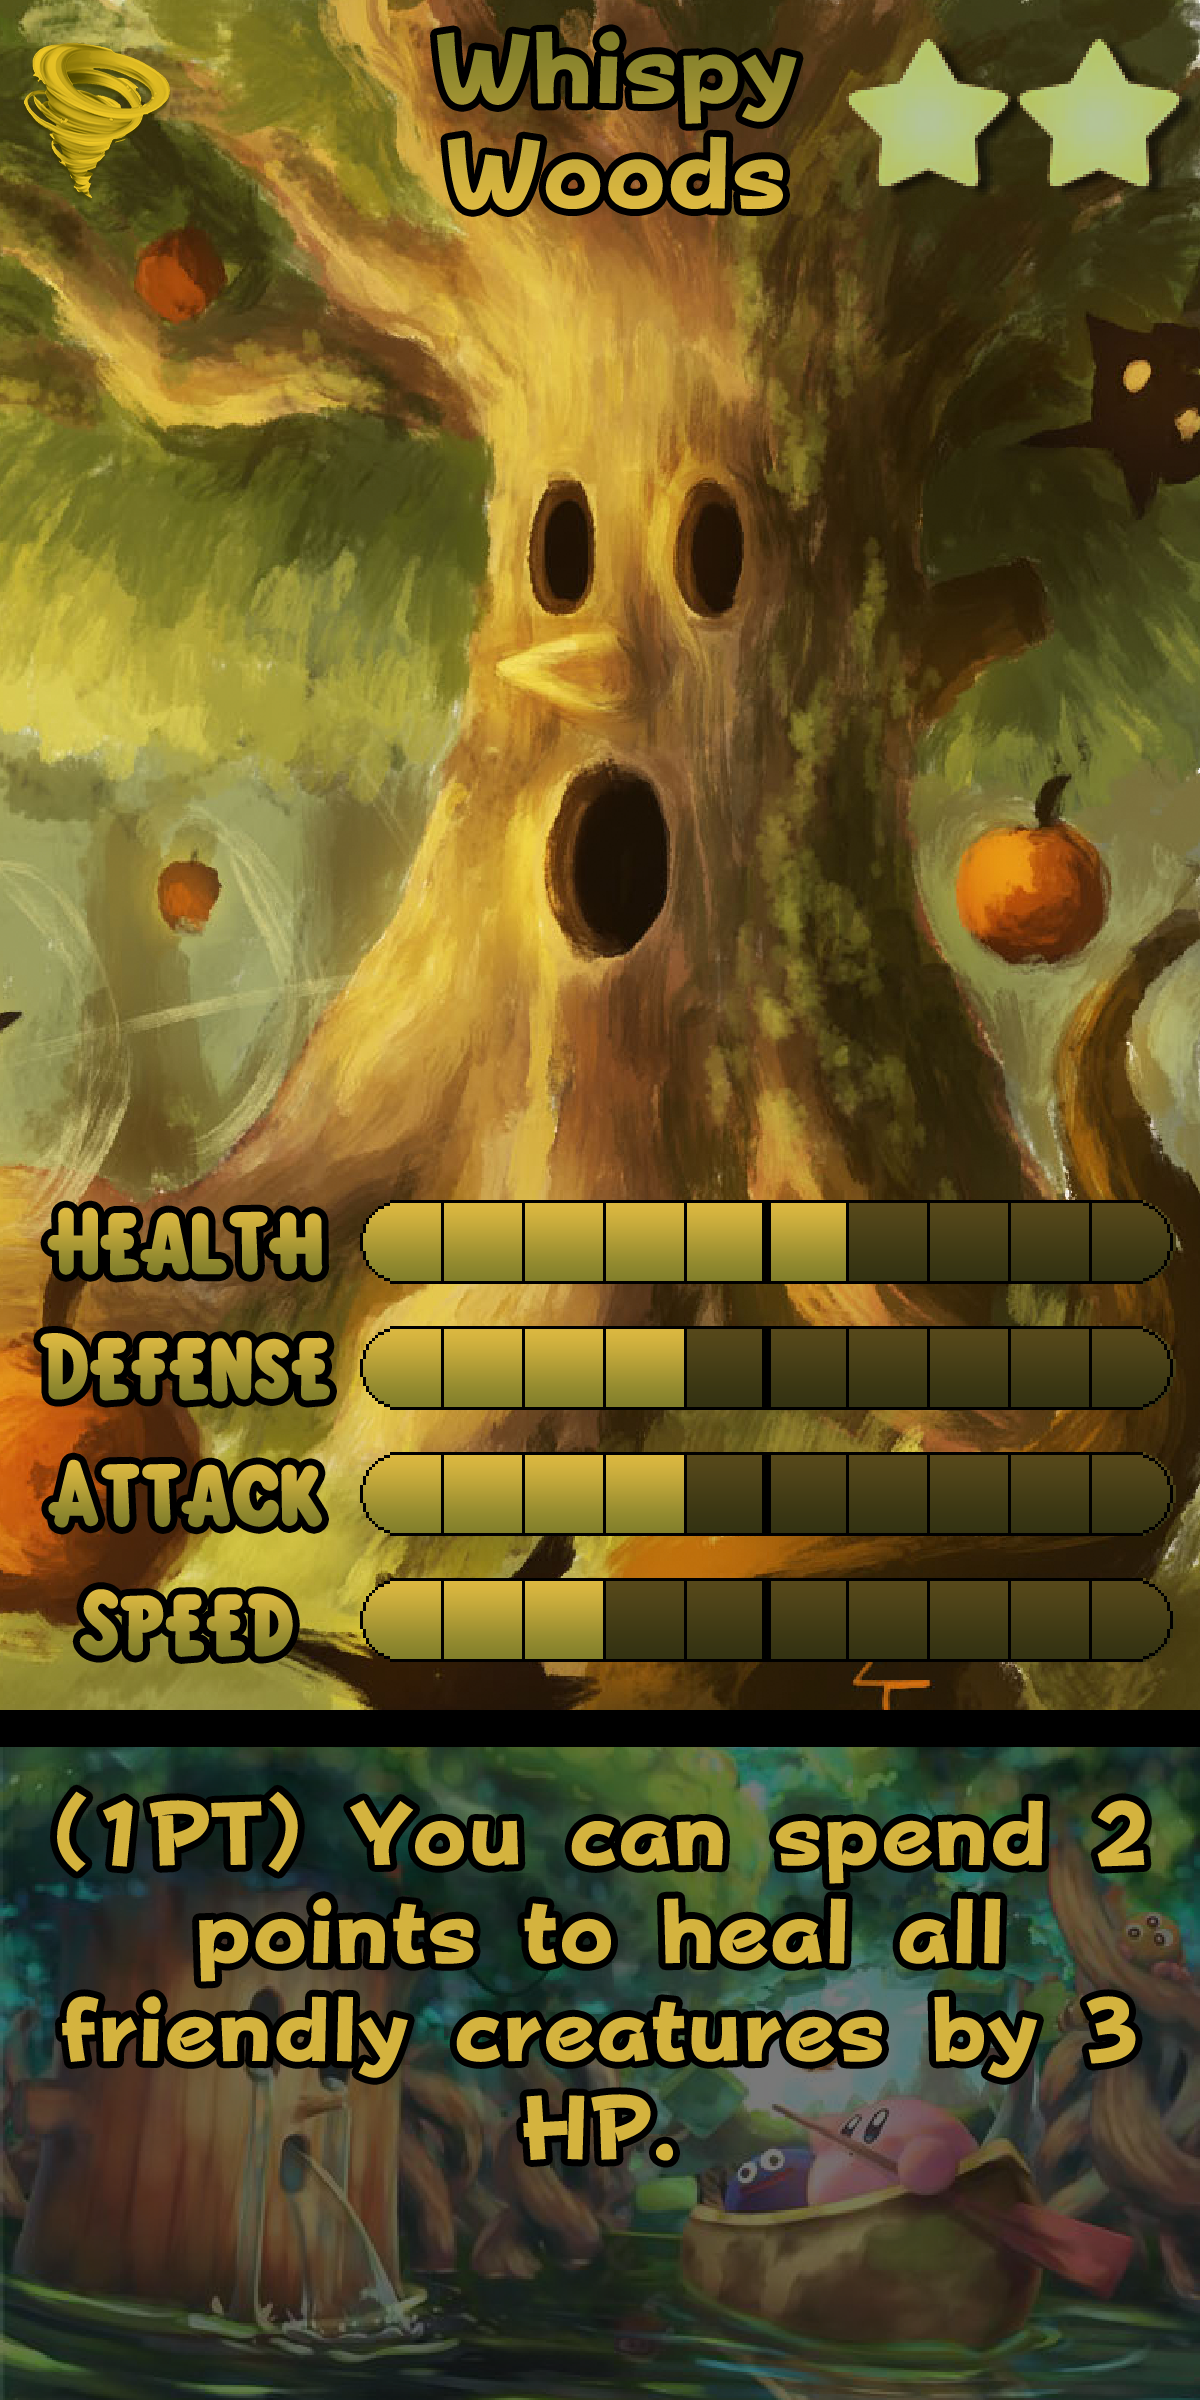 Whispy
Woods
HEALTH
DEFENSE
ATTACK
SPEED
(1PT) You can spend 2
points to heal all
friendly creatures by 3
HP.